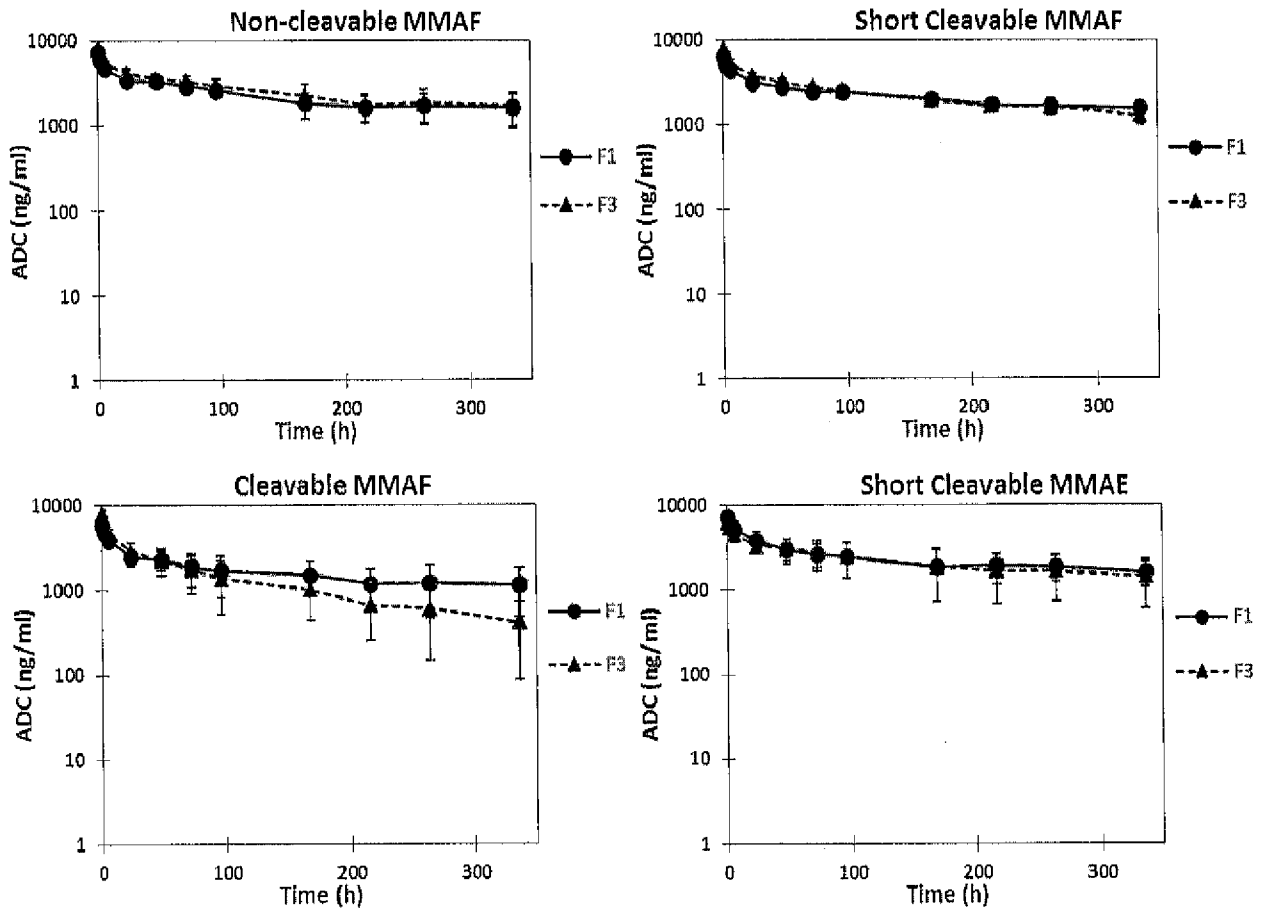 Non-cleavable MMAF
10000
1000
100
10
1
ADC (ng/ml)
0 100 200 300
Time (h)
F1
F3
Short Cleavable MMAF
10000
1000
100
10
1
ADC (ng/ml)
0 100 200 300
Time (h)
F1
F3
Cleavable MMAF
10000
1000
100
10
1
ADC (ng/ml)
0 100 200 300
Time (h)
F1
F3
Short Cleavable MMAE
10000
1000
100
10
1
ADC (ng/ml)
0 100 200 300
Time (h)
F1
F3